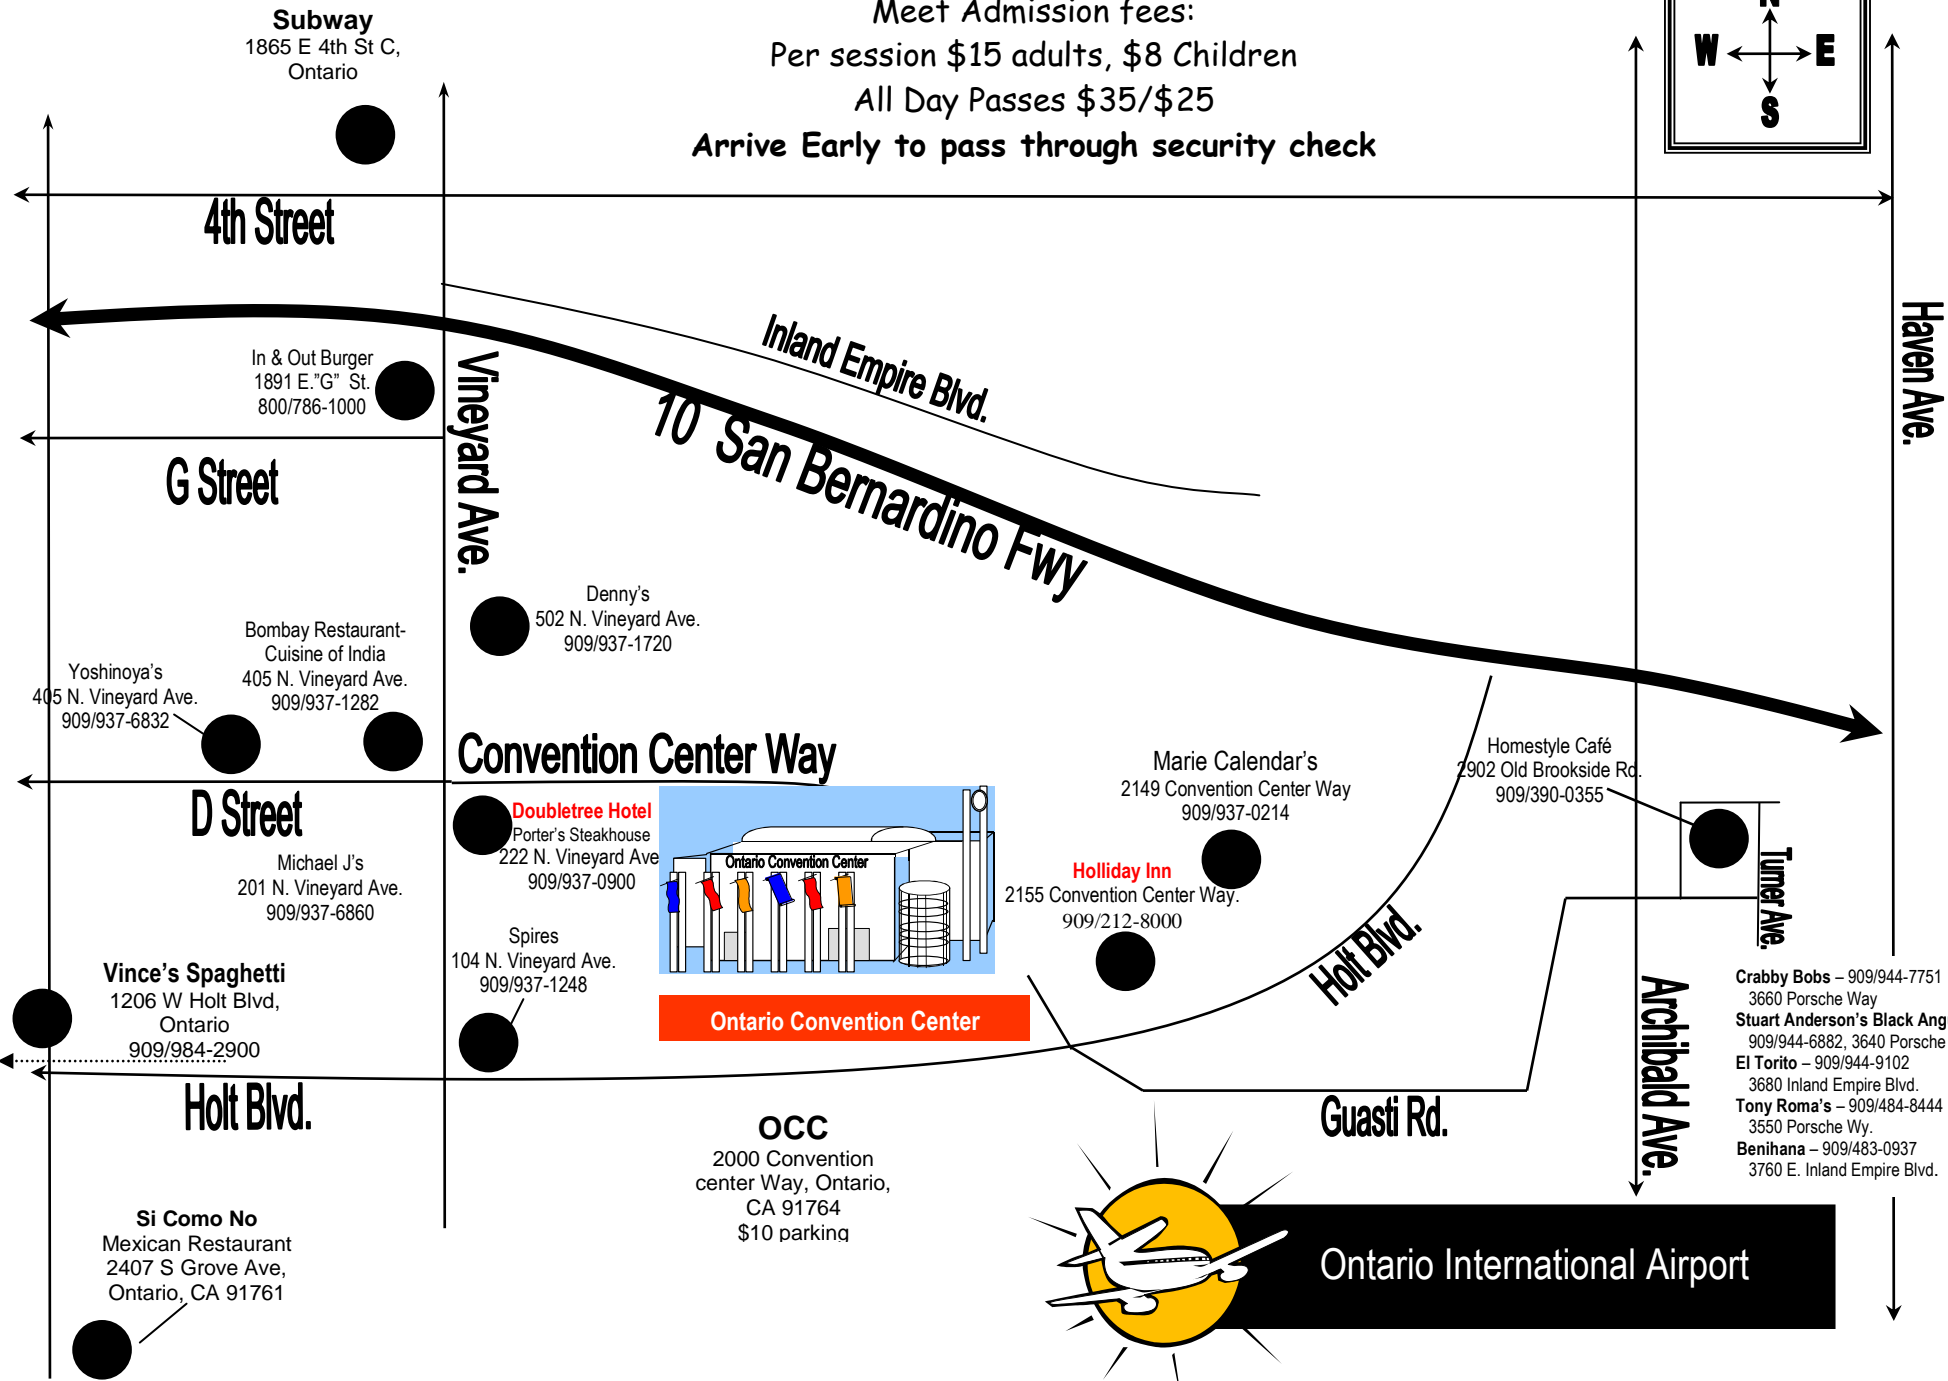 Subway
1865 E 4th St C,
Ontario
Meet Admission fees:
Per session $15 adults, $8 Children
All Day Passes $35/$25
Arrive Early to pass through security check
N
W E
S
4th Street
Inland Empire Blvd.
Haven Ave.
In & Out Burger
1891 E."G" St.
800/786-1000
Vineyard Ave.
10 San Bernardino Fwy
G Street
Denny's
502 N. Vineyard Ave.
909/937-1720
Bombay Restaurant-
Cuisine of India
405 N. Vineyard Ave.
909/937-1282
Yoshinoya's
405 N. Vineyard Ave.
909/937-6832
Convention Center Way
D Street
Doubletree Hotel
Porter's Steakhouse
222 N. Vineyard Ave
909/937-0900
Ontario Convention Center
Marie Calendar's
2149 Convention Center Way
909/937-0214
Homestyle Café
2902 Old Brookside Rd.
909/390-0355
Turner Ave.
Michael J's
201 N. Vineyard Ave.
909/937-6860
Holliday Inn
2155 Convention Center Way.
909/212-8000
Holt Blvd.
Spires
104 N. Vineyard Ave.
909/937-1248
Vince's Spaghetti
1206 W Holt Blvd,
Ontario
909/984-2900
Ontario Convention Center
Archibald Ave.
Crabby Bobs – 909/944-7751
3660 Porsche Way
Stuart Anderson's Black Ang
909/944-6882, 3640 Porsche
El Torito – 909/944-9102
3680 Inland Empire Blvd.
Tony Roma's – 909/484-8444
3550 Porsche Wy.
Benihana – 909/483-0937
3760 E. Inland Empire Blvd.
Holt Blvd.
Guasti Rd.
OCC
2000 Convention
center Way, Ontario,
CA 91764
$10 parking
Si Como No
Mexican Restaurant
2407 S Grove Ave,
Ontario, CA 91761
Ontario International Airport